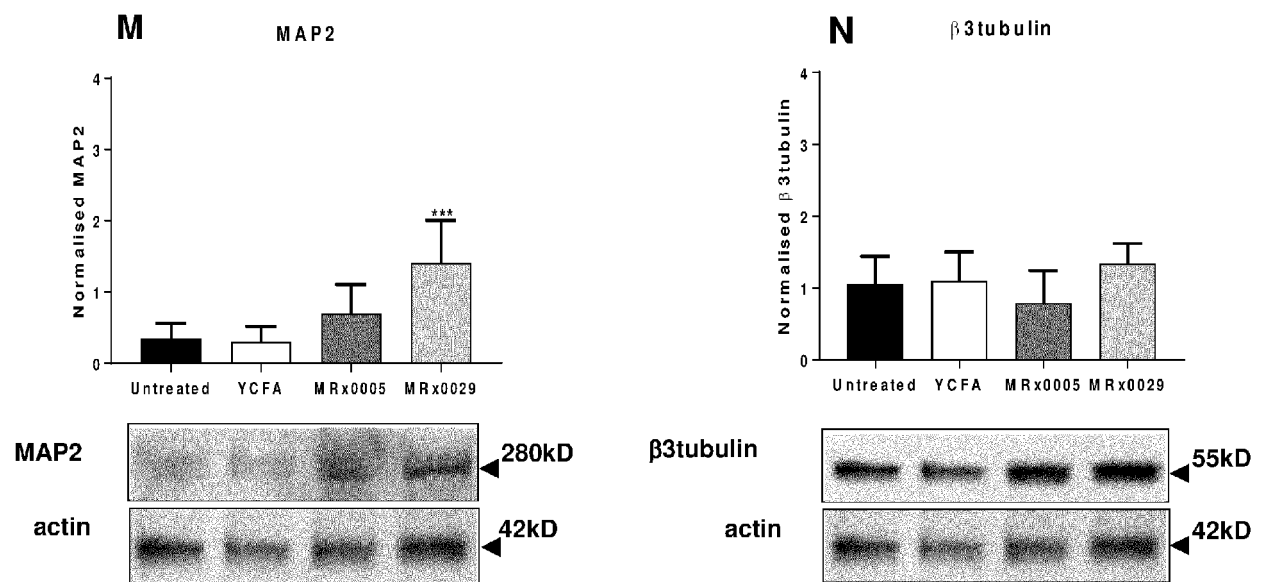 M
MAP2
4
3
2
1
0
Normalised MAP2
***
Untreated YCFA MRx0005 MRx0029
MAP2
280kD
actin
42kD
N
β3tubulin
4
3
2
1
0
Normalised β3tubulin
Untreated YCFA MRx0005 MRx0029
β3tubulin
55kD
actin
42kD